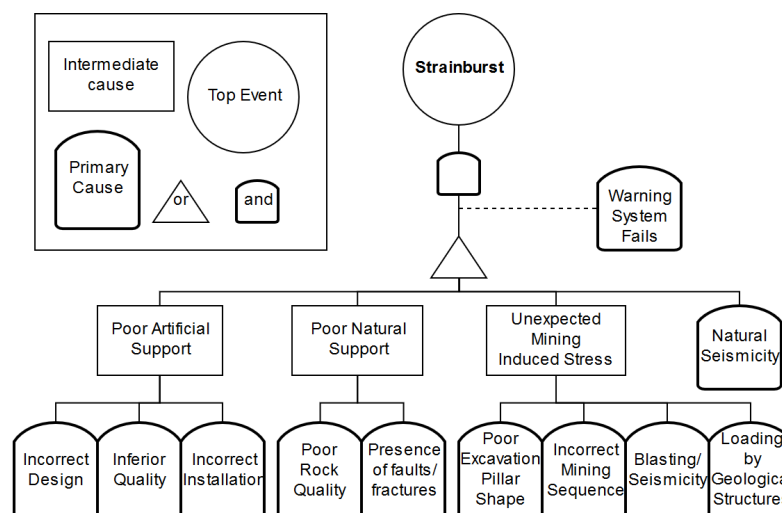 Intermediate
cause
Top Event
Primary
Cause
or
and
Strainburst
Warning
System
Fails
Poor Artificial
Support
Poor Natural
Support
Unexpected
Mining
Induced Stress
Natural
Seismicity
Incorrect
Design
Inferior
Quality
Incorrect
Installation
Poor
Rock
Quality
Presence
of faults/
fractures
Poor
Excavation
Pillar
Shape
Incorrect
Mining
Sequence
Blasting/
Seismicity
Loading
by
Geological
Structures